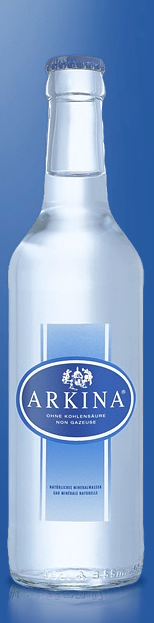 ARKINA®
OHNE KOHLENSÄURE
NON GAZEUSE
NATÜRLICHES MINERALWASSER
EAU MINÉRALE NATURELLE